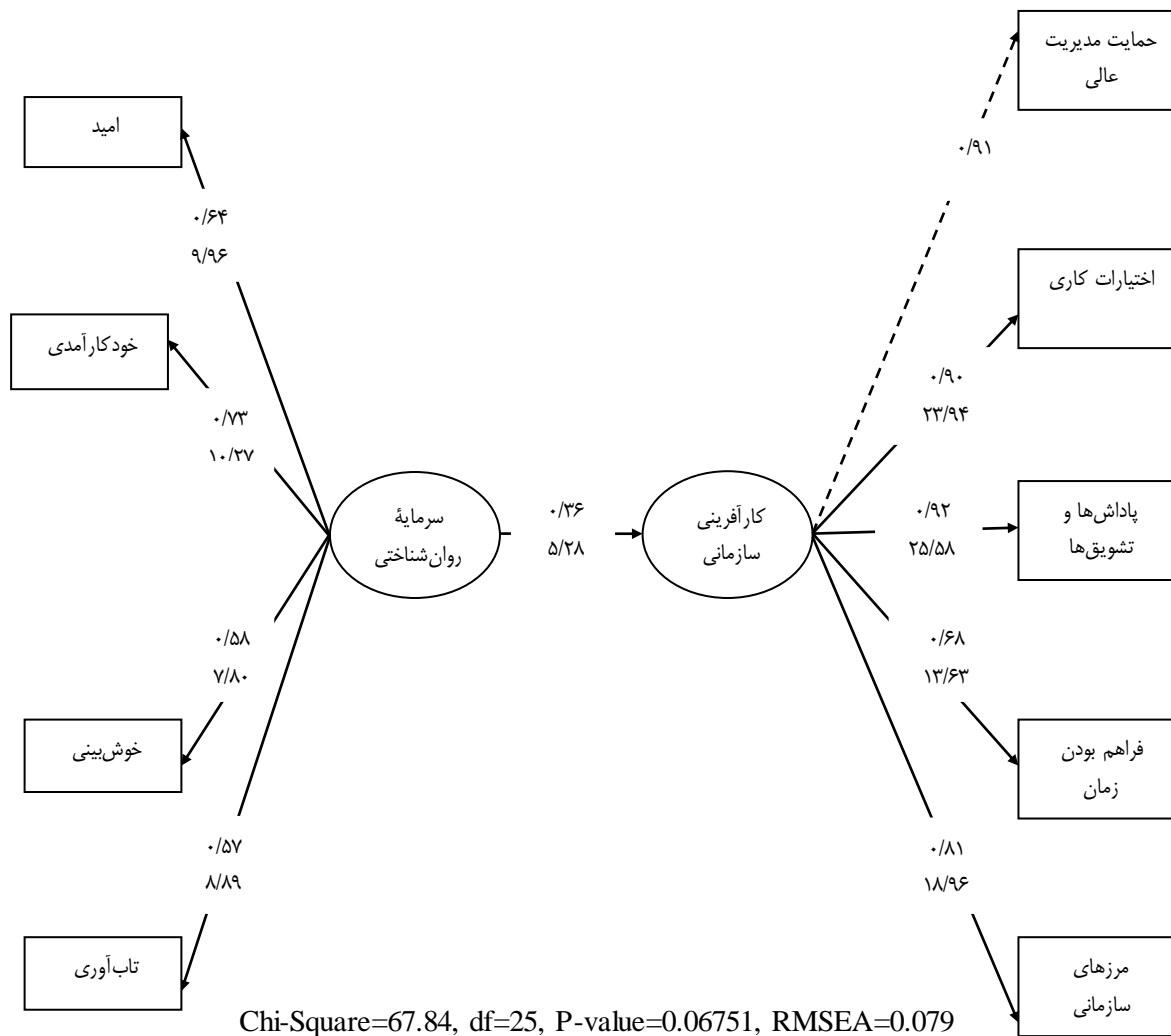 حمایت مدیریت
عالی
امید
۰/۹۱
۰/۶۴
۹/۹۶
اختیارات کاری
خودکارآمدی
۰/۷۳
۱۰/۲۷
۰/۹۰
۲۳/۹۴
سرمایهٔ
روان‌شناختی
۰/۳۶
۵/۲۸
کارآفرینی
سازمانی
۰/۹۲
۲۵/۵۸
پاداش‌ها و
تشویق‌ها
۰/۵۸
۷/۸۰
۰/۶۸
۱۳/۶۳
خوش‌بینی
فراهم بودن
زمان
۰/۵۷
۸/۸۹
۰/۸۱
۱۸/۹۶
تاب‌آوری
مرزهای
سازمانی
Chi-Square=67.84, df=25, P-value=0.06751, RMSEA=0.079